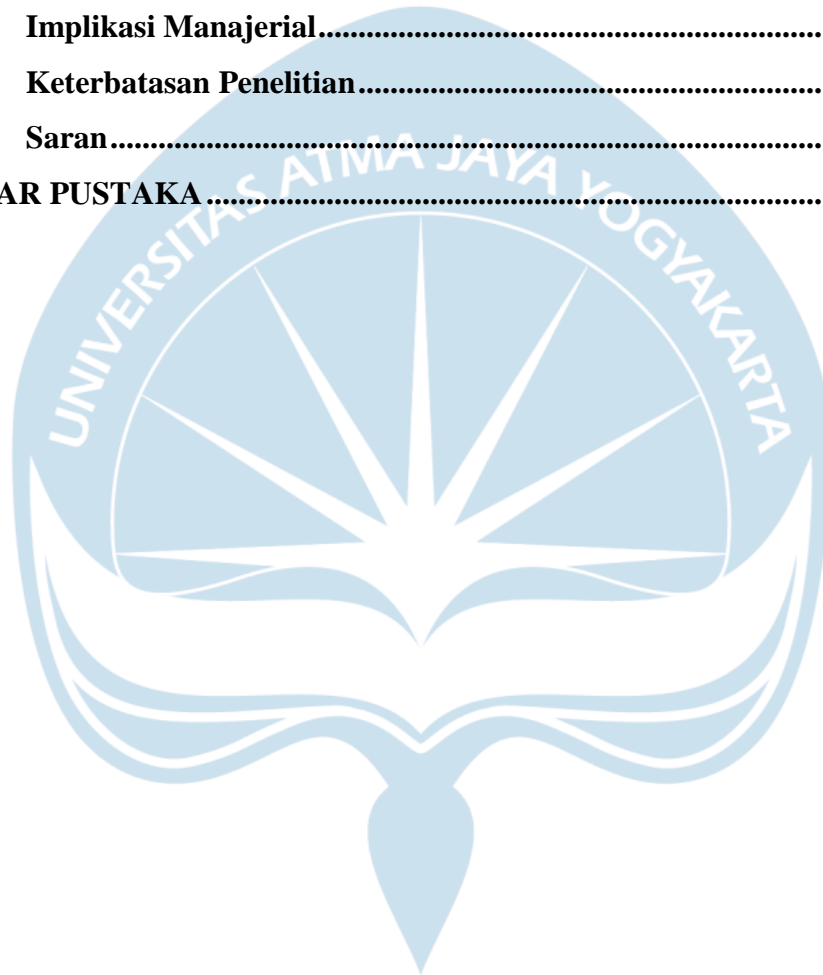 Implikasi Manajerial................................................................
Keterbatasan Penelitian...........................................................
Saran.........................................................................................
AR PUSTAKA.............................................................................
UNIVERSITAS ATMA JAYA YOGYAKARTA